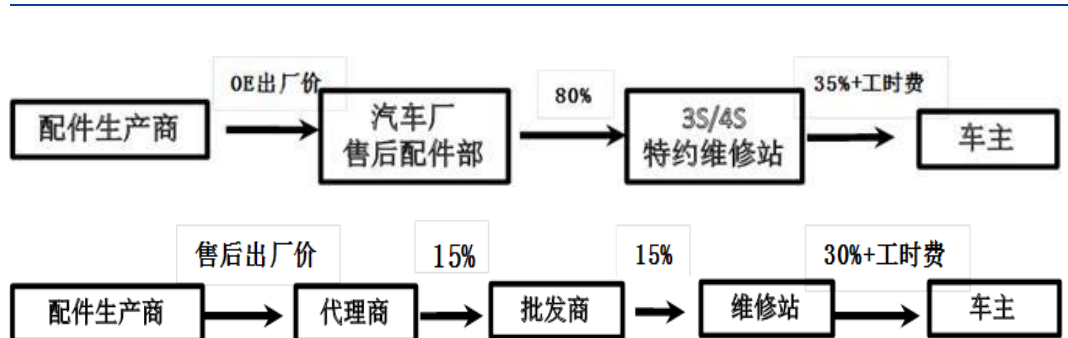 OE出厂价
80%
35%+工时费
配件生产商
汽车厂
售后配件部
3S/4S
特约维修站
车主
售后出厂价
15%
15%
30%+工时费
配件生产商
代理商
批发商
维修站
车主